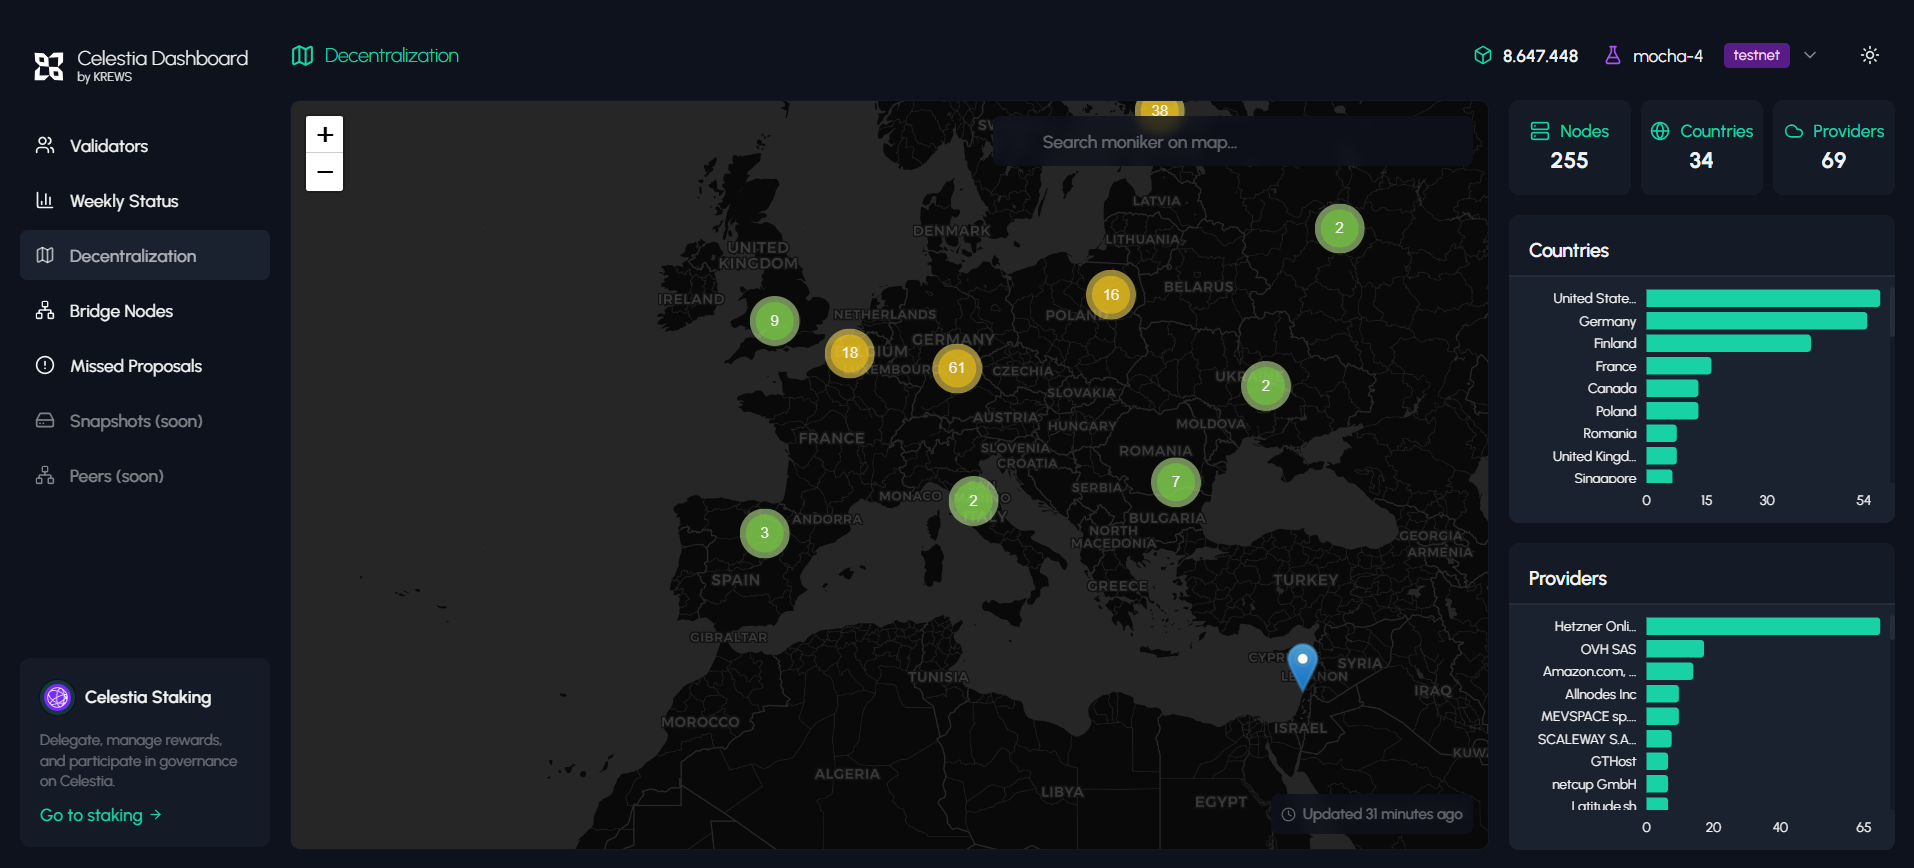 Celestia Dashboard
by KREWS
Validators
Weekly Status
Decentralization
Bridge Nodes
Missed Proposals
Snapshots (soon)
Peers (soon)
Celestia Staking
Delegate, manage rewards,
and participate in governance
on Celestia.
Go to staking →
Decentralization
8.647.448
mocha-4
testnet
+
−
Search moniker on map...
38
LATVIA
2
DENMARK
LITHUANIA
UNITED
KINGDOM
BELARUS
16
IRELAND
POLAND
9
NETHERLANDS
GERMANY
18
61
CZECHIA
2
SLOVAKIA
AUSTRIA
HUNGARY
MOLDOVA
FRANCE
SLOVENIA
ROMANIA
CROATIA
7
SERBIA
MONACO
2
ITALY
ANDORRA
BULGARIA
3
NORTH
MACEDONIA
GEORGIA
ARMENIA
SPAIN
GREECE
TURKEY
GIBRALTAR
SYRIA
TUNISIA
IRAQ
MOROCCO
ISRAEL
ALGERIA
LIBYA
EGYPT
Updated 31 minutes ago
Nodes
255
Countries
34
Providers
69
Countries
United State...
Germany
Finland
France
Canada
Poland
Romania
United Kingd...
Singapore
0 15 30 54
Providers
Hetzner Onli...
OVH SAS
Amazon.com, ...
Allnodes Inc
MEVSPACE sp....
SCALEWAY S.A...
GTHost
netcup GmbH
Latitude.sh
0 20 40 65